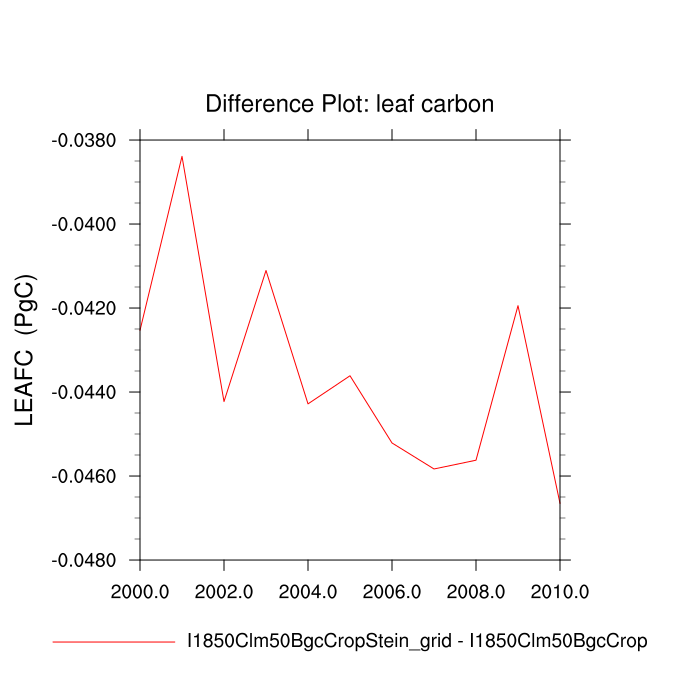 Difference Plot: leaf carbon
-0.0380
-0.0400
-0.0420
-0.0440
-0.0460
-0.0480
LEAFC (PgC)
2000.0 2002.0 2004.0 2006.0 2008.0 2010.0
I1850Clm50BgcCropStein_grid - I1850Clm50BgcCrop